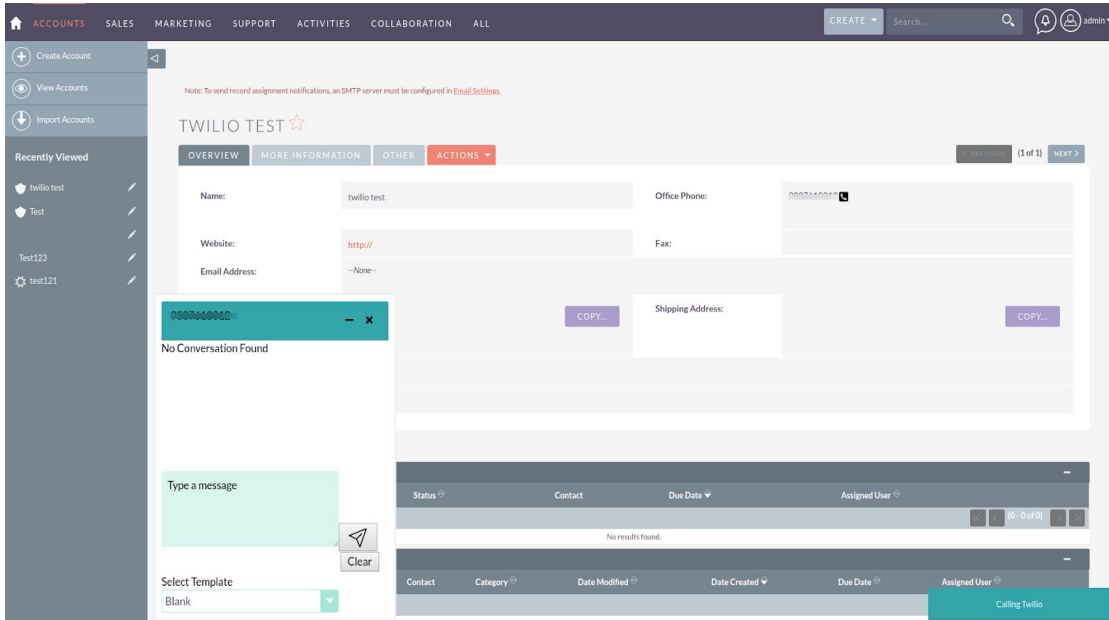 ACCOUNTS SALES MARKETING SUPPORT ACTIVITIES COLLABORATION ALL CREATE Search... admin
Create Account
View Accounts
Import Accounts
Recently Viewed
twilio test
Test
Test123
test121
Note: To send record assignment notifications, an SMTP server must be configured in Email Settings.
TWILIO TEST
OVERVIEW MORE INFORMATION OTHER ACTIONS (1 of 1) NEXT
Name: twilio test Office Phone:
Website: http:// Fax:
Email Address: --None--
COPY... Shipping Address: COPY...
No Conversation Found
Type a message
Clear
Select Template
Blank
Status Contact Due Date Assigned User
(0 - 0 of 0)
No results found.
Contact Category Date Modified Date Created Due Date Assigned User
Calling Twilio